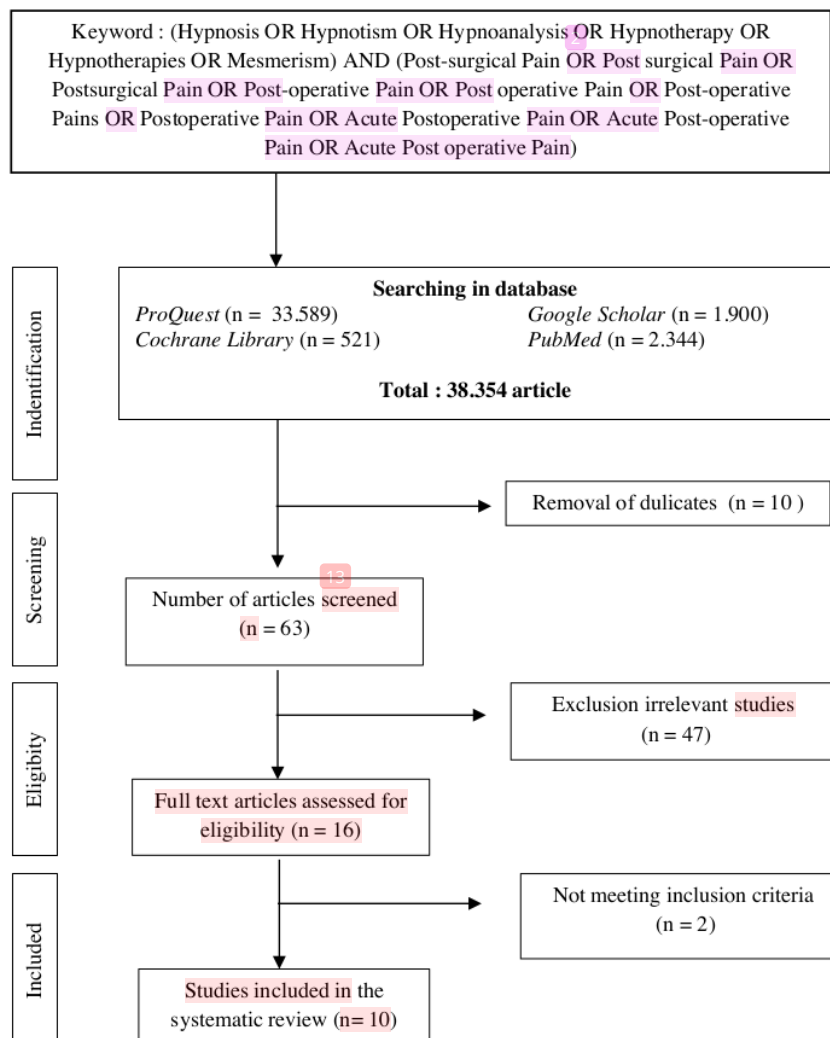 Keyword : (Hypnosis OR Hypnotism OR Hypnoanalysis OR Hypnotherapy OR
Hypnotherapies OR Mesmerism) AND (Post-surgical Pain OR Post surgical Pain OR
Postsurgical Pain OR Post-operative Pain OR Post operative Pain OR Post-operative
Pains OR Postoperative Pain OR Acute Postoperative Pain OR Acute Post-operative
Pain OR Acute Post operative Pain)
2
Indentification
Searching in database
ProQuest (n = 33.589)
Google Scholar (n = 1.900)
Cochrane Library (n = 521)
PubMed (n = 2.344)
Total : 38.354 article
Removal of dulicates (n = 10 )
Screening
13
Number of articles screened
(n = 63)
Eligibity
Exclusion irrelevant studies
(n = 47)
Full text articles assessed for
eligibility (n = 16)
Included
Not meeting inclusion criteria
(n = 2)
Studies included in the
systematic review (n= 10)